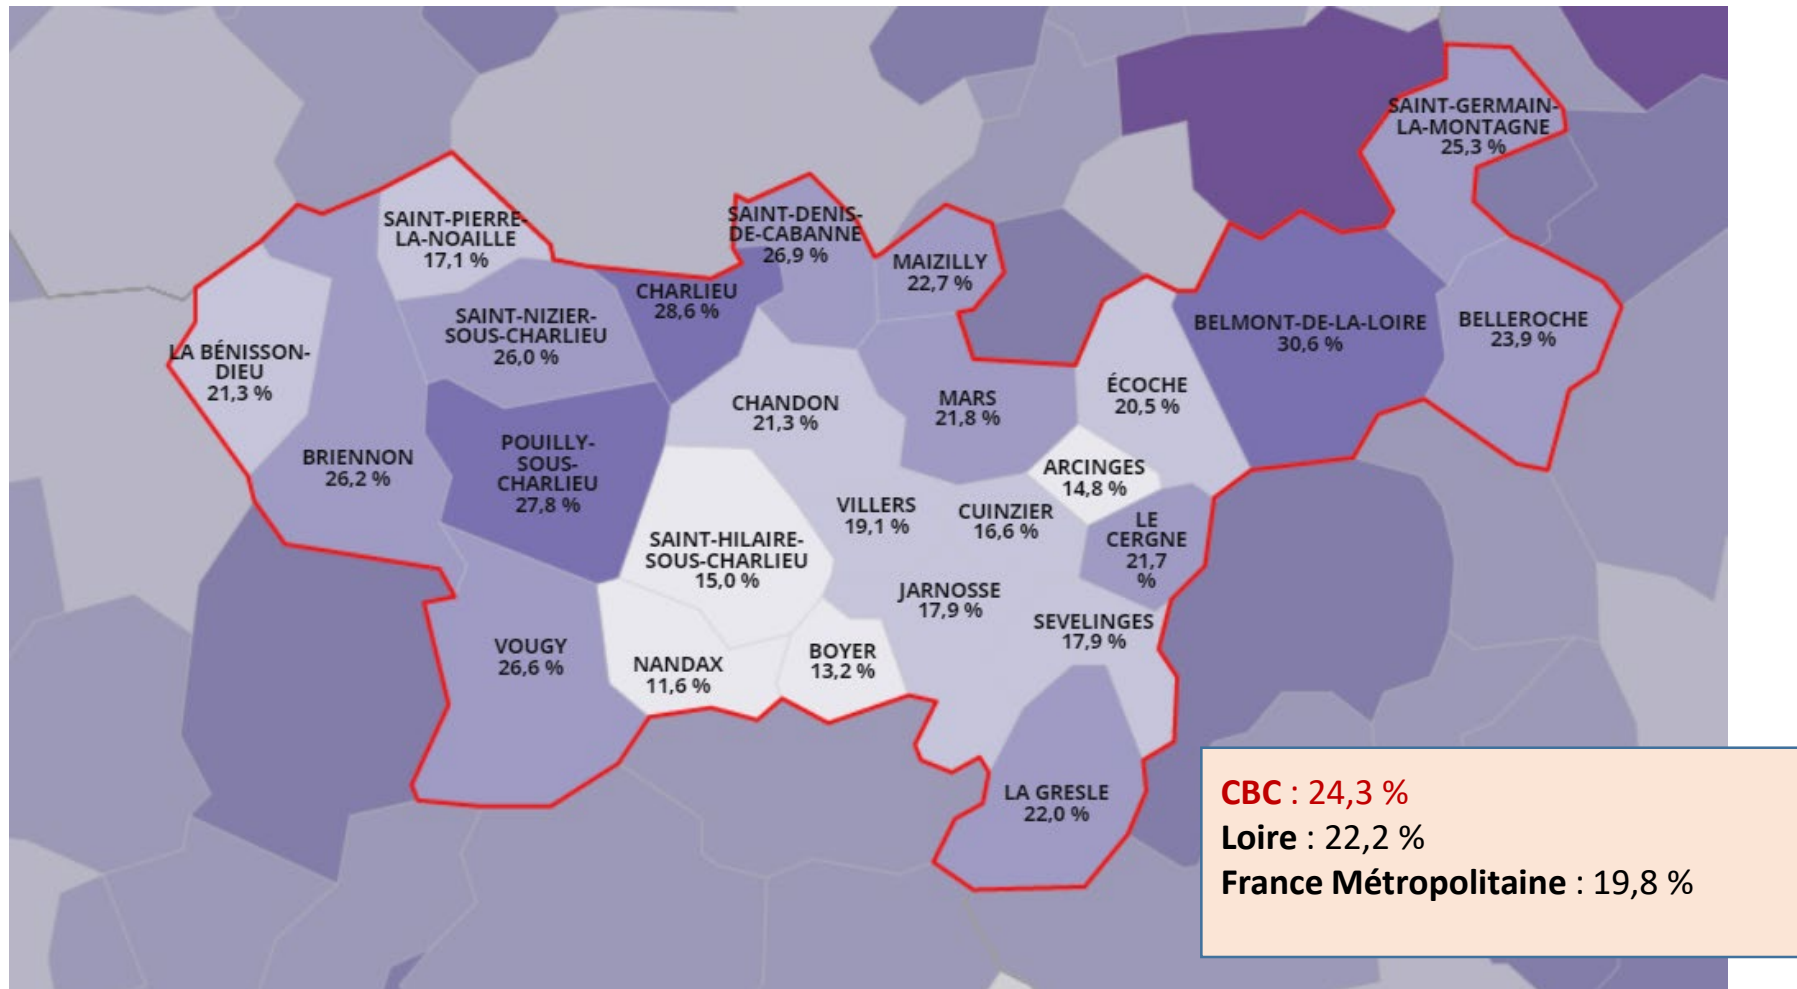 SAINT-GERMAIN-
LA-MONTAGNE
25,3 %
SAINT-PIERRE-
LA-NOAILLE
17,1 %
SAINT-DENIS-
DE-CABANNE
26,9 %
MAIZILLY
22,7 %
CHARLIEU
28,6 %
SAINT-NIZIER-
SOUS-CHARLIEU
26,0 %
BELMONT-DE-LA-LOIRE
30,6 %
BELLEROCHE
23,9 %
LA BÉNISSON-
DIEU
21,3 %
CHANDON
21,3 %
MARS
21,8 %
ÉCOCHE
20,5 %
BRIENNON
26,2 %
POUILLY-
SOUS-
CHARLIEU
27,8 %
ARCINGES
14,8 %
VILLERS
19,1 %
CUINZIER
16,6 %
LE
CERGNE
21,7
%
SAINT-HILAIRE-
SOUS-CHARLIEU
15,0 %
JARNOSSE
17,9 %
SEVELINGES
17,9 %
VOUGY
26,6 %
NANDAX
11,6 %
BOYER
13,2 %
LA GRESLE
22,0 %
CBC : 24,3 %
Loire : 22,2 %
France Métropolitaine : 19,8 %